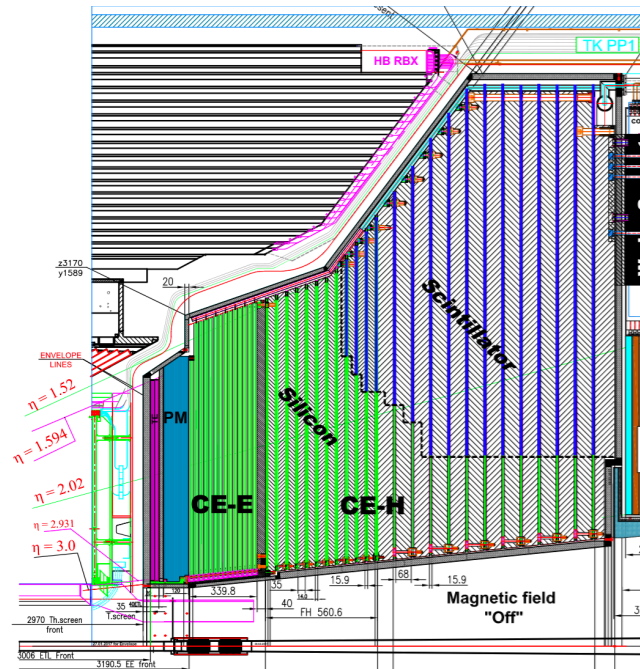 HB RBX
TK PP1
z3170
y1589
20
ENVELOPE
LINES
Scintillator
η = 1.52
PM
Silicon
η = 1.594
η = 2.02
CE-E
CE-H
η = 2.931
η = 3.0
339.8
35
15.9
68
15.9
35
40
FH 560.6
Magnetic field
"Off"
2970 Th.screen
front
T.screen
3006 ETL Front
3190.5 EE front